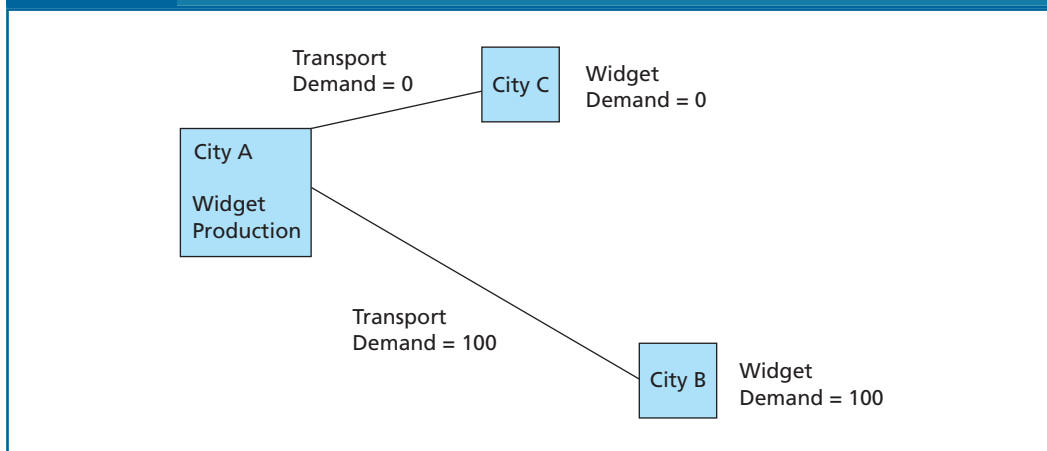 Transport
Demand = 0
City C
Widget
Demand = 0
City A
Widget
Production
Transport
Demand = 100
City B
Widget
Demand = 100